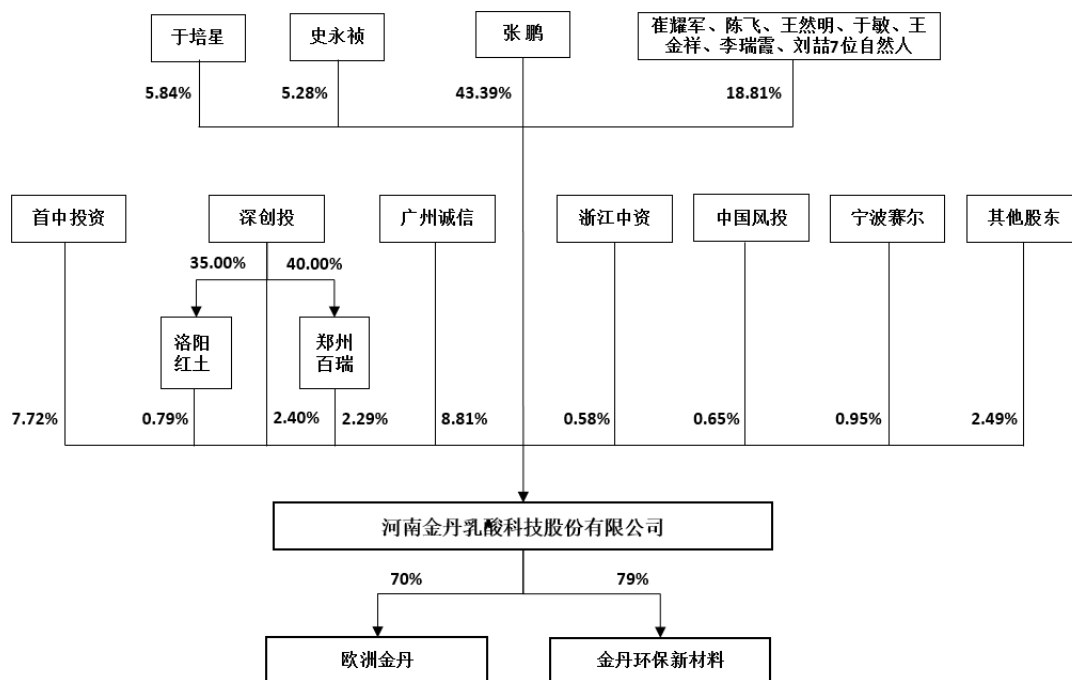 于培星
史永祯
张 鹏
崔耀军、陈飞、王然明、于敏、王
金祥、李瑞霞、刘喆7位自然人
5.84%
5.28%
43.39%
18.81%
首中投资
深创投
广州诚信
浙江中资
中国风投
宁波赛尔
其他股东
35.00%
40.00%
洛阳
红土
郑州
百瑞
7.72%
0.79%
2.40%
2.29%
8.81%
0.58%
0.65%
0.95%
2.49%
河南金丹乳酸科技股份有限公司
70%
79%
欧洲金丹
金丹环保新材料